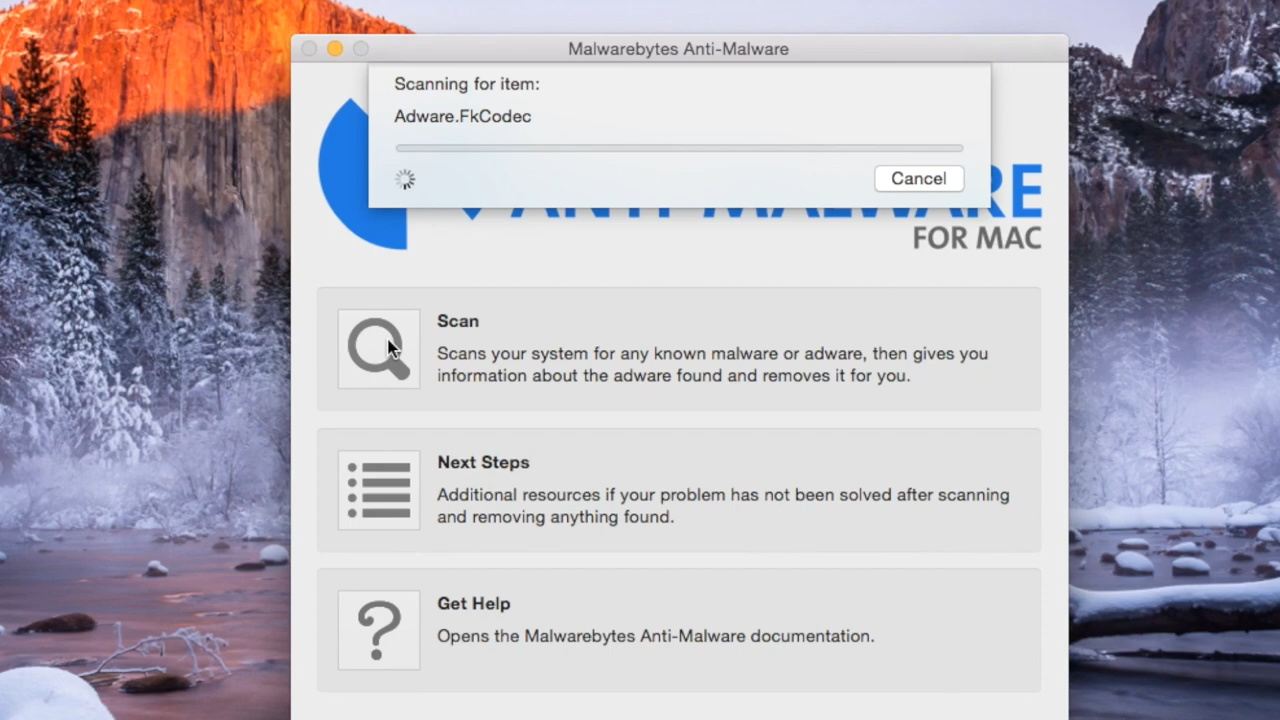 Malwarebytes Anti-Malware
Scanning for item:
Adware.FkCodec
Cancel
ANTI-MALWARE
FOR MAC
Scan
Scans your system for any known malware or adware, then gives you
information about the adware found and removes it for you.
Next Steps
Additional resources if your problem has not been solved after scanning
and removing anything found.
Get Help
Opens the Malwarebytes Anti-Malware documentation.